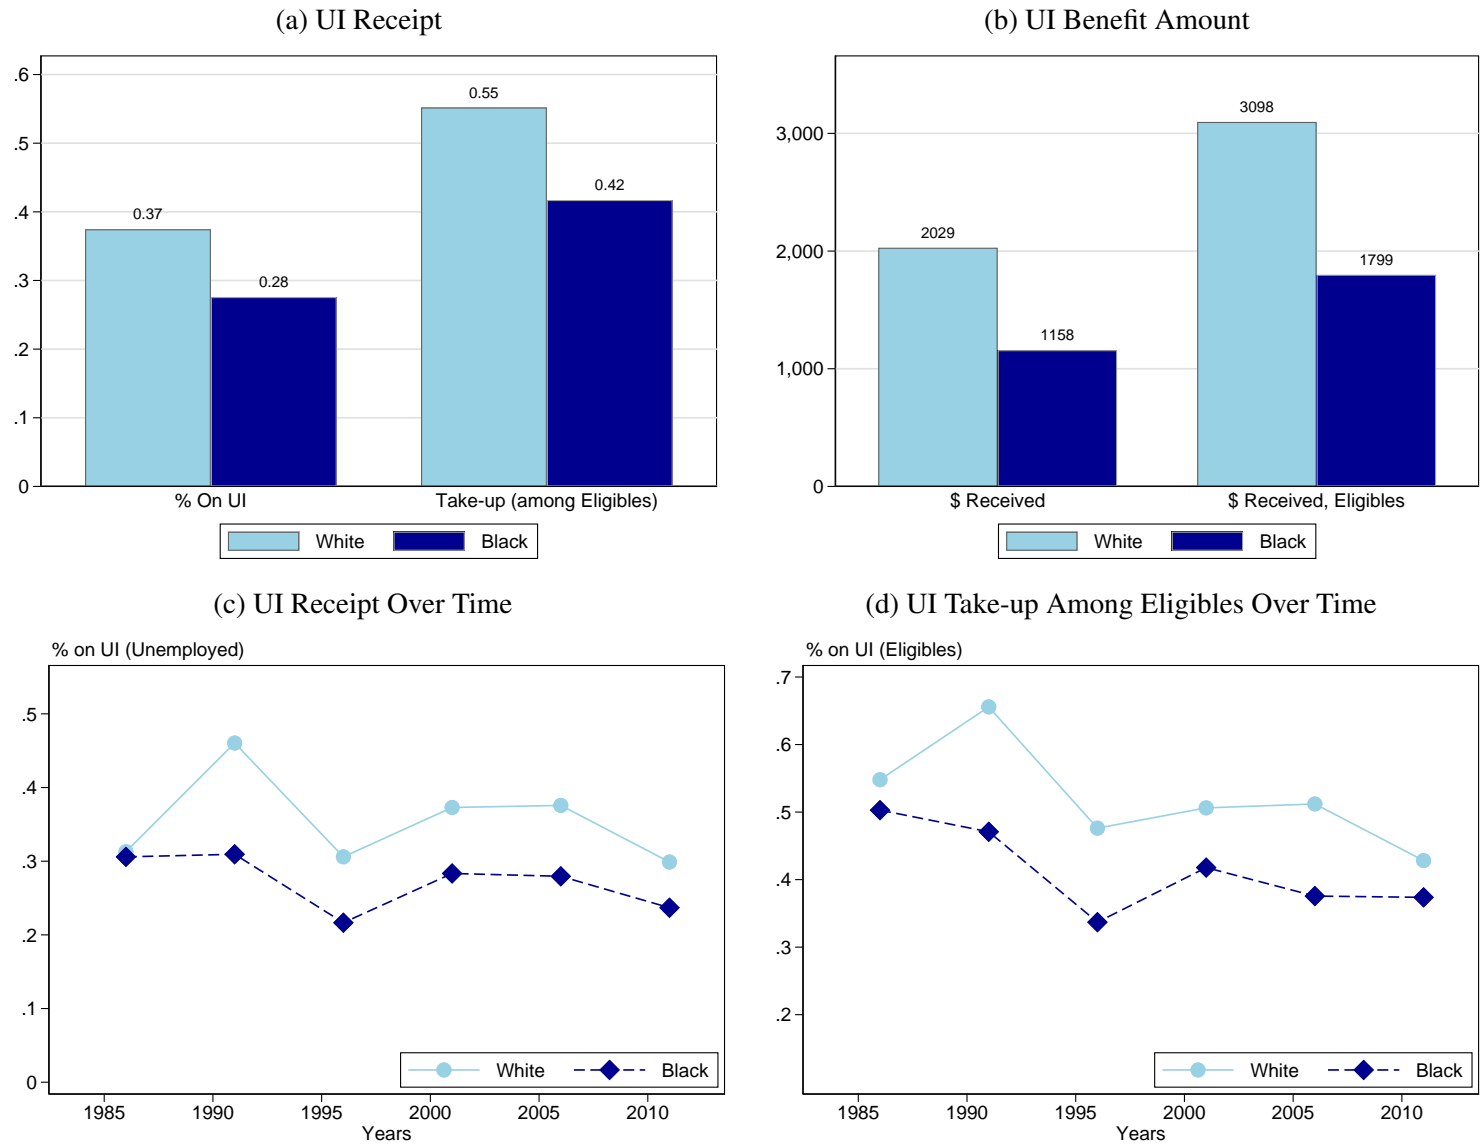 (a) UI Receipt
.6
.5
.4
.3
.2
.1
0
0.37
0.28
0.55
0.42
% On UI
Take-up (among Eligibles)
White
Black
(b) UI Benefit Amount
3,000
2,000
1,000
0
2029
1158
3098
1799
$ Received
$ Received, Eligibles
White
Black
(c) UI Receipt Over Time
% on UI (Unemployed)
.5
.4
.3
.2
.1
0
1985 1990 1995 2000 2005 2010
Years
White
Black
(d) UI Take-up Among Eligibles Over Time
% on UI (Eligibles)
.7
.6
.5
.4
.3
.2
1985 1990 1995 2000 2005 2010
Years
White
Black